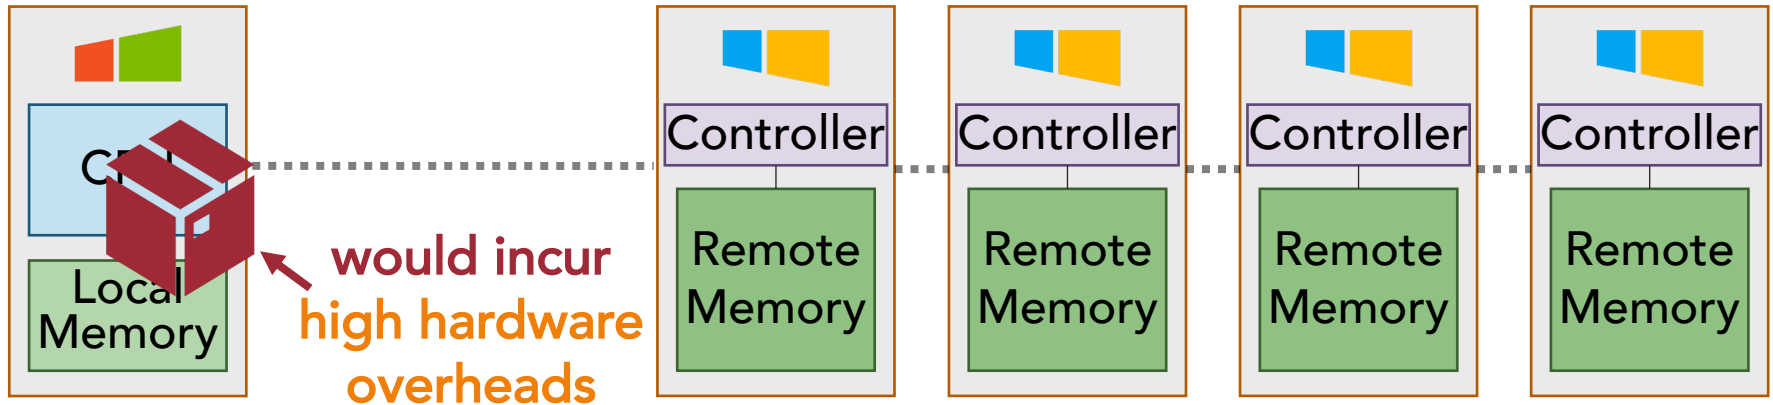 Local
Memory
would incur
high hardware
overheads
Controller
Remote
Memory
Controller
Remote
Memory
Controller
Remote
Memory
Controller
Remote
Memory